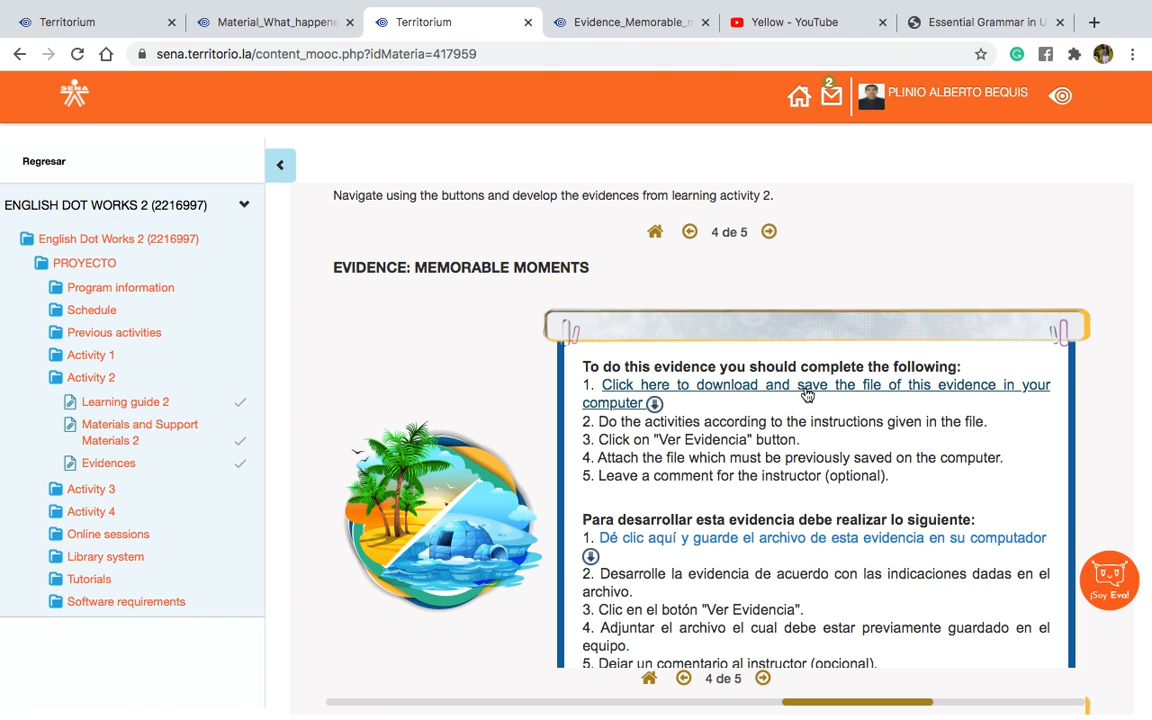 Territorium
Material_What_happene
Territorium
Evidence_Memorable_m
Yellow - YouTube
Essential Grammar in U
sena.territorio.la/content_mooc.php?idMateria=417959
SENA
2
PLINIO ALBERTO BEQUIS
Regresar
ENGLISH DOT WORKS 2 (2216997)
English Dot Works 2 (2216997)
PROYECTO
Program information
Schedule
Previous activities
Activity 1
Activity 2
Learning guide 2
Materials and Support
Materials 2
Evidences
Activity 3
Activity 4
Online sessions
Library system
Tutorials
Software requirements
Navigate using the buttons and develop the evidences from learning activity 2.
4 de 5
EVIDENCE: MEMORABLE MOMENTS
To do this evidence you should complete the following:
1. Click here to download and save the file of this evidence in your
computer
2. Do the activities according to the instructions given in the file.
3. Click on "Ver Evidencia" button.
4. Attach the file which must be previously saved on the computer.
5. Leave a comment for the instructor (optional).
Para desarrollar esta evidencia debe realizar lo siguiente:
1. Dé clic aquí y guarde el archivo de esta evidencia en su computador
2. Desarrolle la evidencia de acuerdo con las indicaciones dadas en el
archivo.
3. Clic en el botón "Ver Evidencia".
4. Adjuntar el archivo el cual debe estar previamente guardado en el
equipo.
5. Dejar un comentario al instructor (opcional).
4 de 5
¡Soy Eva!